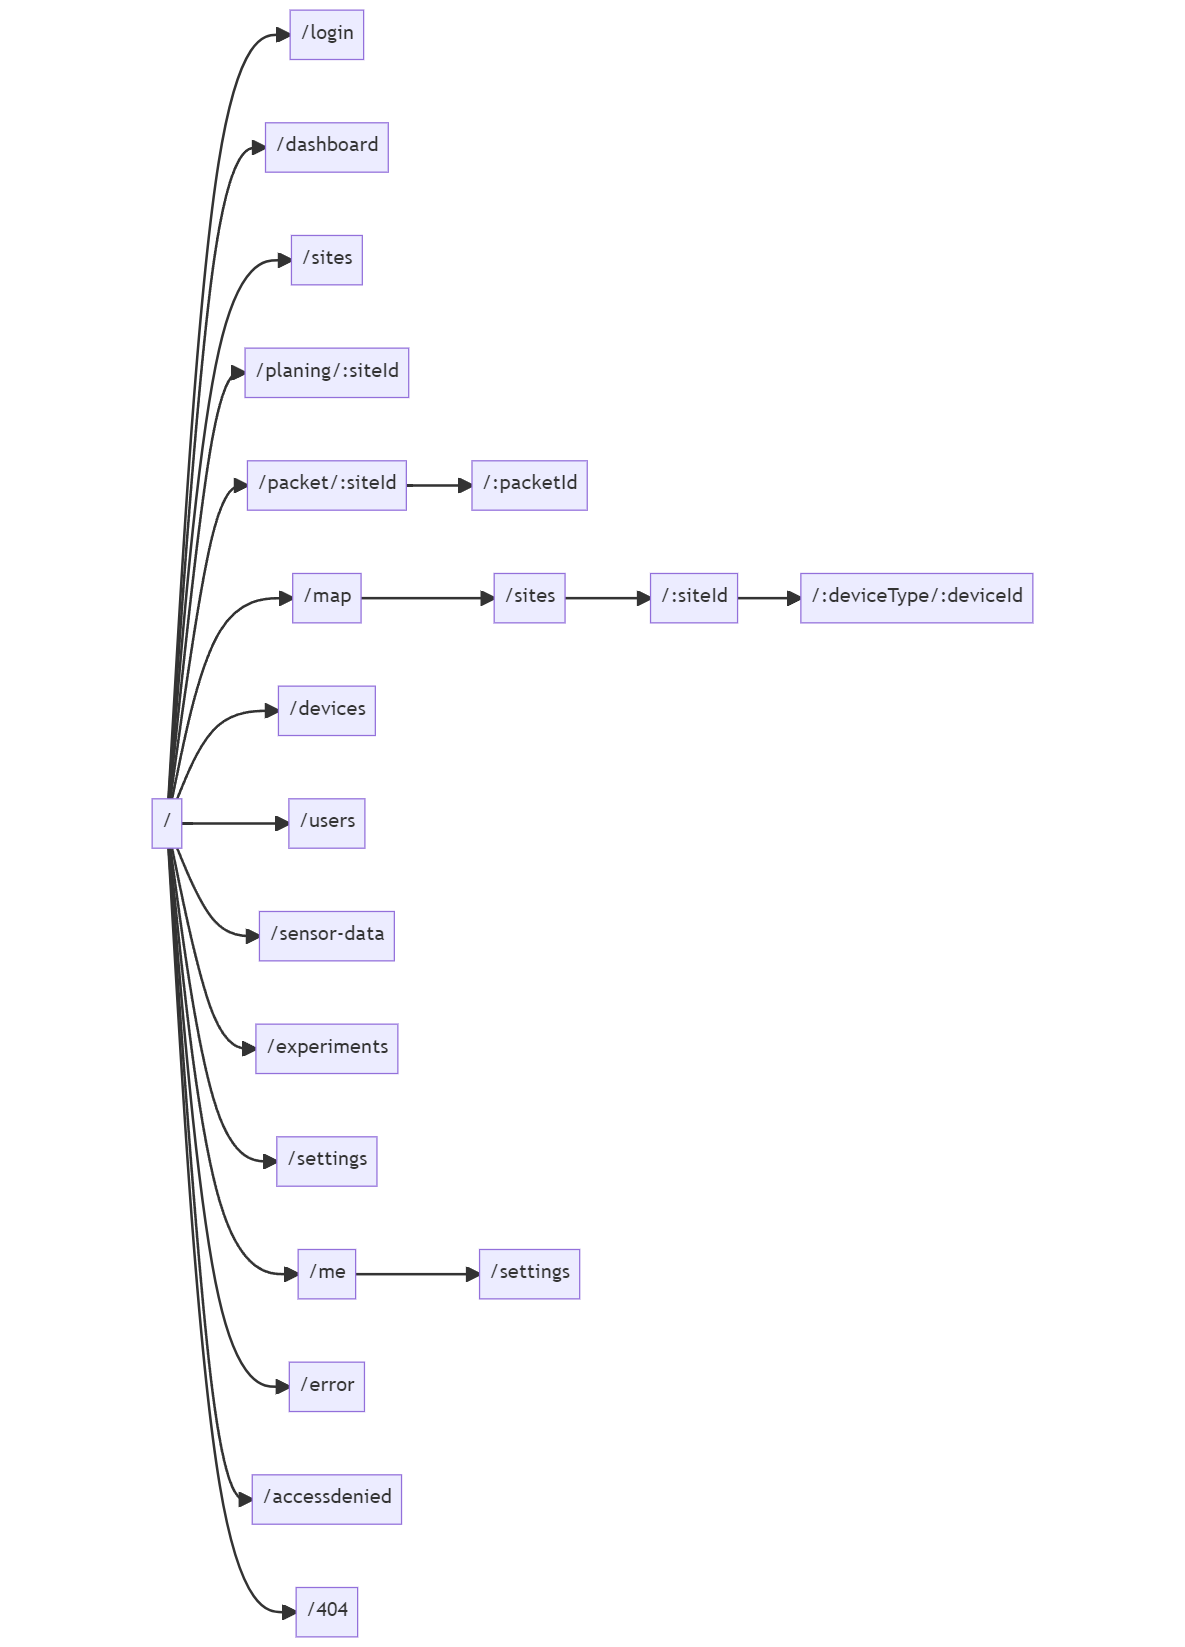 /login
/dashboard
/sites
/planing/:siteId
/packet/:siteId
/:packetId
/map
/sites
/:siteId
/:deviceType/:deviceId
/devices
/
/users
/sensor-data
/experiments
/settings
/me
/settings
/error
/accessdenied
/404